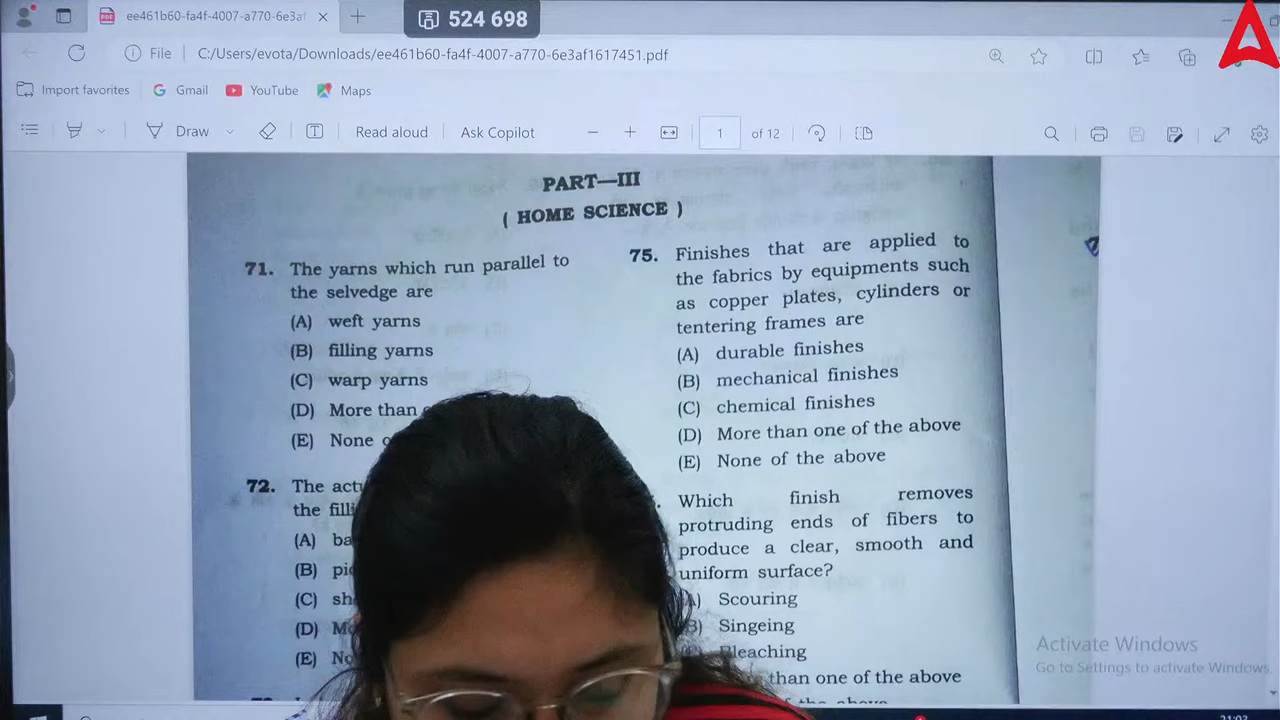 ee461b60-fa4f-4007-a770-6e3af
524 698
File
C:/Users/evota/Downloads/ee461b60-fa4f-4007-a770-6e3af1617451.pdf
Import favorites
Gmail
YouTube
Maps
Draw
Read aloud
Ask Copilot
1
of 12
PART—III
( HOME SCIENCE )
71. The yarns which run parallel to
the selvedge are
(A) weft yarns
(B) filling yarns
(C) warp yarns
(D) More than
(E) None
72. The
the
(A)
(B)
(C)
(D)
(E)
75. Finishes that are applied to
the fabrics by equipments such
as copper plates, cylinders or
tentering frames are
(A) durable finishes
(B) mechanical finishes
(C) chemical finishes
(D) More than one of the above
(E) None of the above
Which finish removes
protruding ends of fibers to
produce a clear, smooth and
uniform surface?
Scouring
Singeing
Bleaching
than one of the above
Activate Windows
Go to Settings to activate Windows.